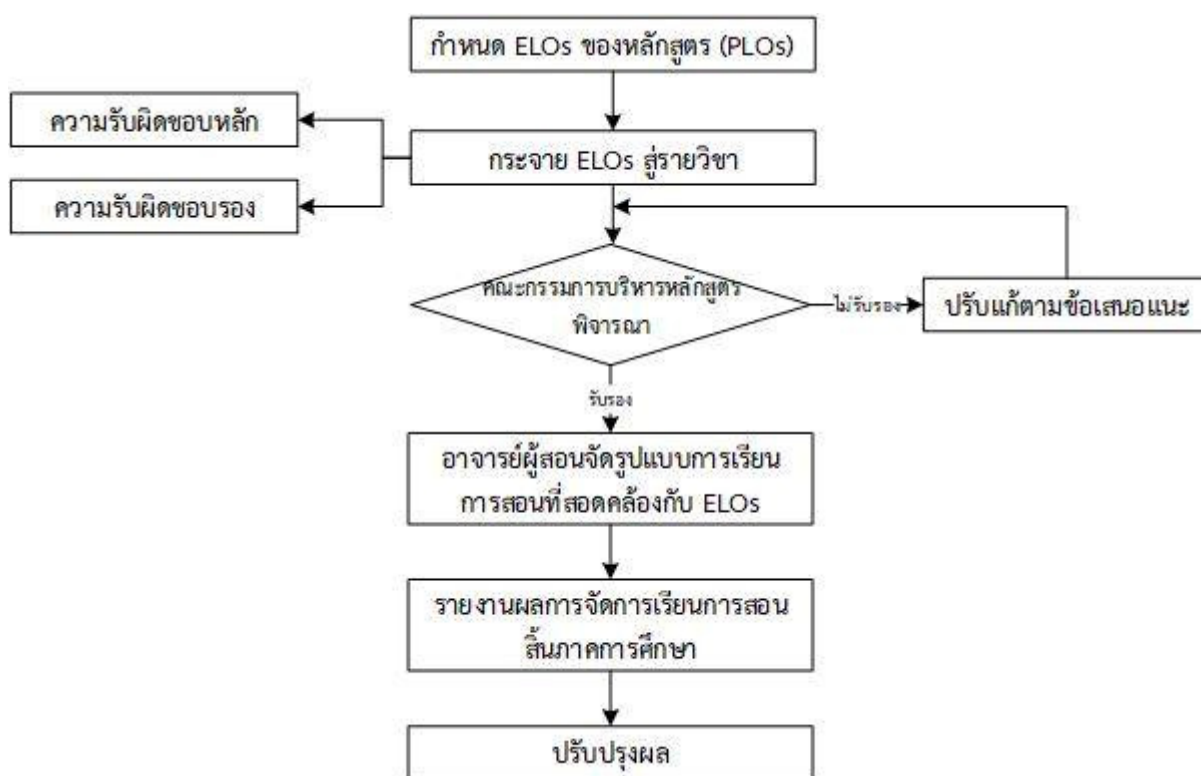 กำหนด ELOs ของหลักสูตร (PLOs)
ความรับผิดชอบหลัก
กระจาย ELOs สู่รายวิชา
ความรับผิดชอบรอง
คณะกรรมการบริหารหลักสูตร
พิจารณา
ไม่รับรอง
ปรับแก้ตามข้อเสนอแนะ
รับรอง
อาจารย์ผู้สอนจัดรูปแบบการเรียน
การสอนที่สอดคล้องกับ ELOs
รายงานผลการจัดการเรียนการสอน
สิ้นภาคการศึกษา
ปรับปรุงผล